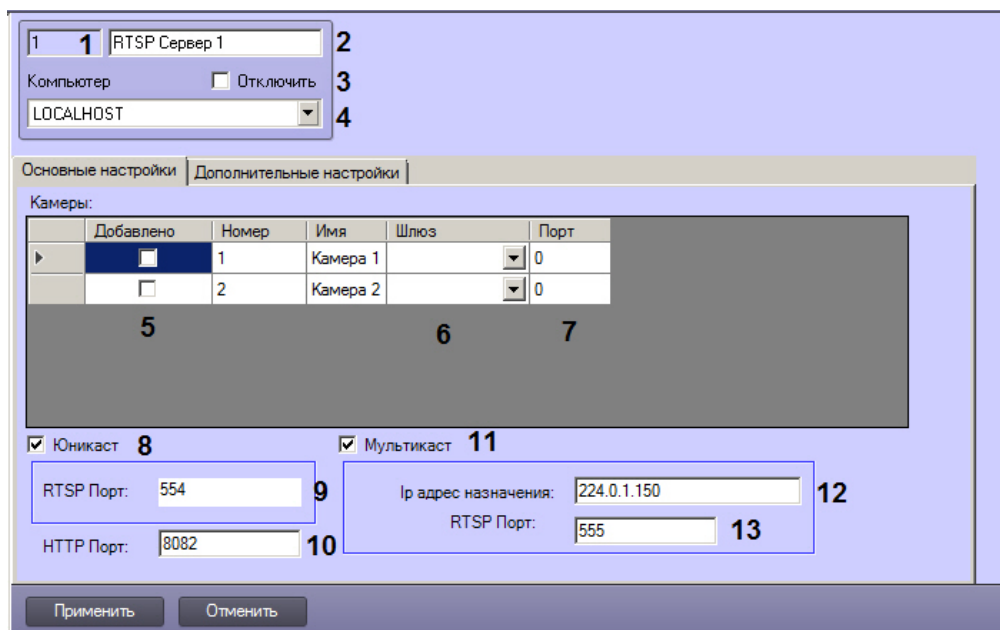 1 1 RTSP Сервер 1 2
Компьютер Отключить 3
LOCALHOST 4
Основные настройки Дополнительные настройки
Камеры:
Добавлено Номер Имя Шлюз Порт
1 Камера 1 0
2 Камера 2 0
5 6 7
Юникаст 8 Мультикаст 11
RTSP Порт: 554 9 Ip адрес назначения: 224.0.1.150 12
HTTP Порт: 8082 10 RTSP Порт: 555 13
Применить Отменить